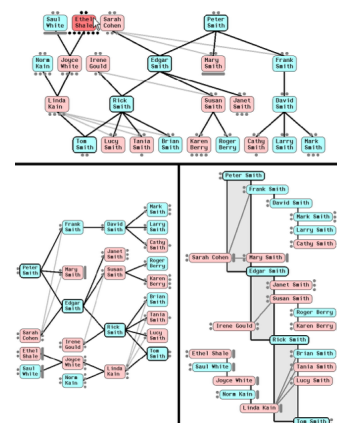 Saul
White
Ethel
Shale
Sarah
Cohen
Peter
Smith
Norm
Kain
Joyce
White
Irene
Gould
Edgar
Smith
Mary
Smith
Frank
Smith
Linda
Kain
Rick
Smith
Susan
Smith
Janet
Smith
David
Smith
Tom
Smith
Lucy
Smith
Tania
Smith
Brian
Smith
Karen
Berry
Roger
Berry
Cathy
Smith
Larry
Smith
Mark
Smith
Mark
Smith
Frank
Smith
David
Smith
Larry
Smith
Cathy
Smith
Janet
Smith
Peter
Smith
Mary
Smith
Susan
Smith
Roger
Berry
Karen
Berry
Edgar
Smith
Brian
Smith
Sarah
Cohen
Irene
Gould
Rick
Smith
Tania
Smith
Lucy
Smith
Ethel
Shale
Joyce
White
Linda
Kain
Tom
Smith
Saul
White
Norm
Kain
Peter Smith
Frank Smith
David Smith
Mark Smith
Larry Smith
Cathy Smith
Sarah Cohen
Mary Smith
Edgar Smith
Janet Smith
Susan Smith
Roger Berry
Irene Gould
Karen Berry
Rick Smith
Ethel Shale
Brian Smith
Saul White
Tania Smith
Joyce White
Lucy Smith
Norm Kain
Linda Kain
Tom Smith